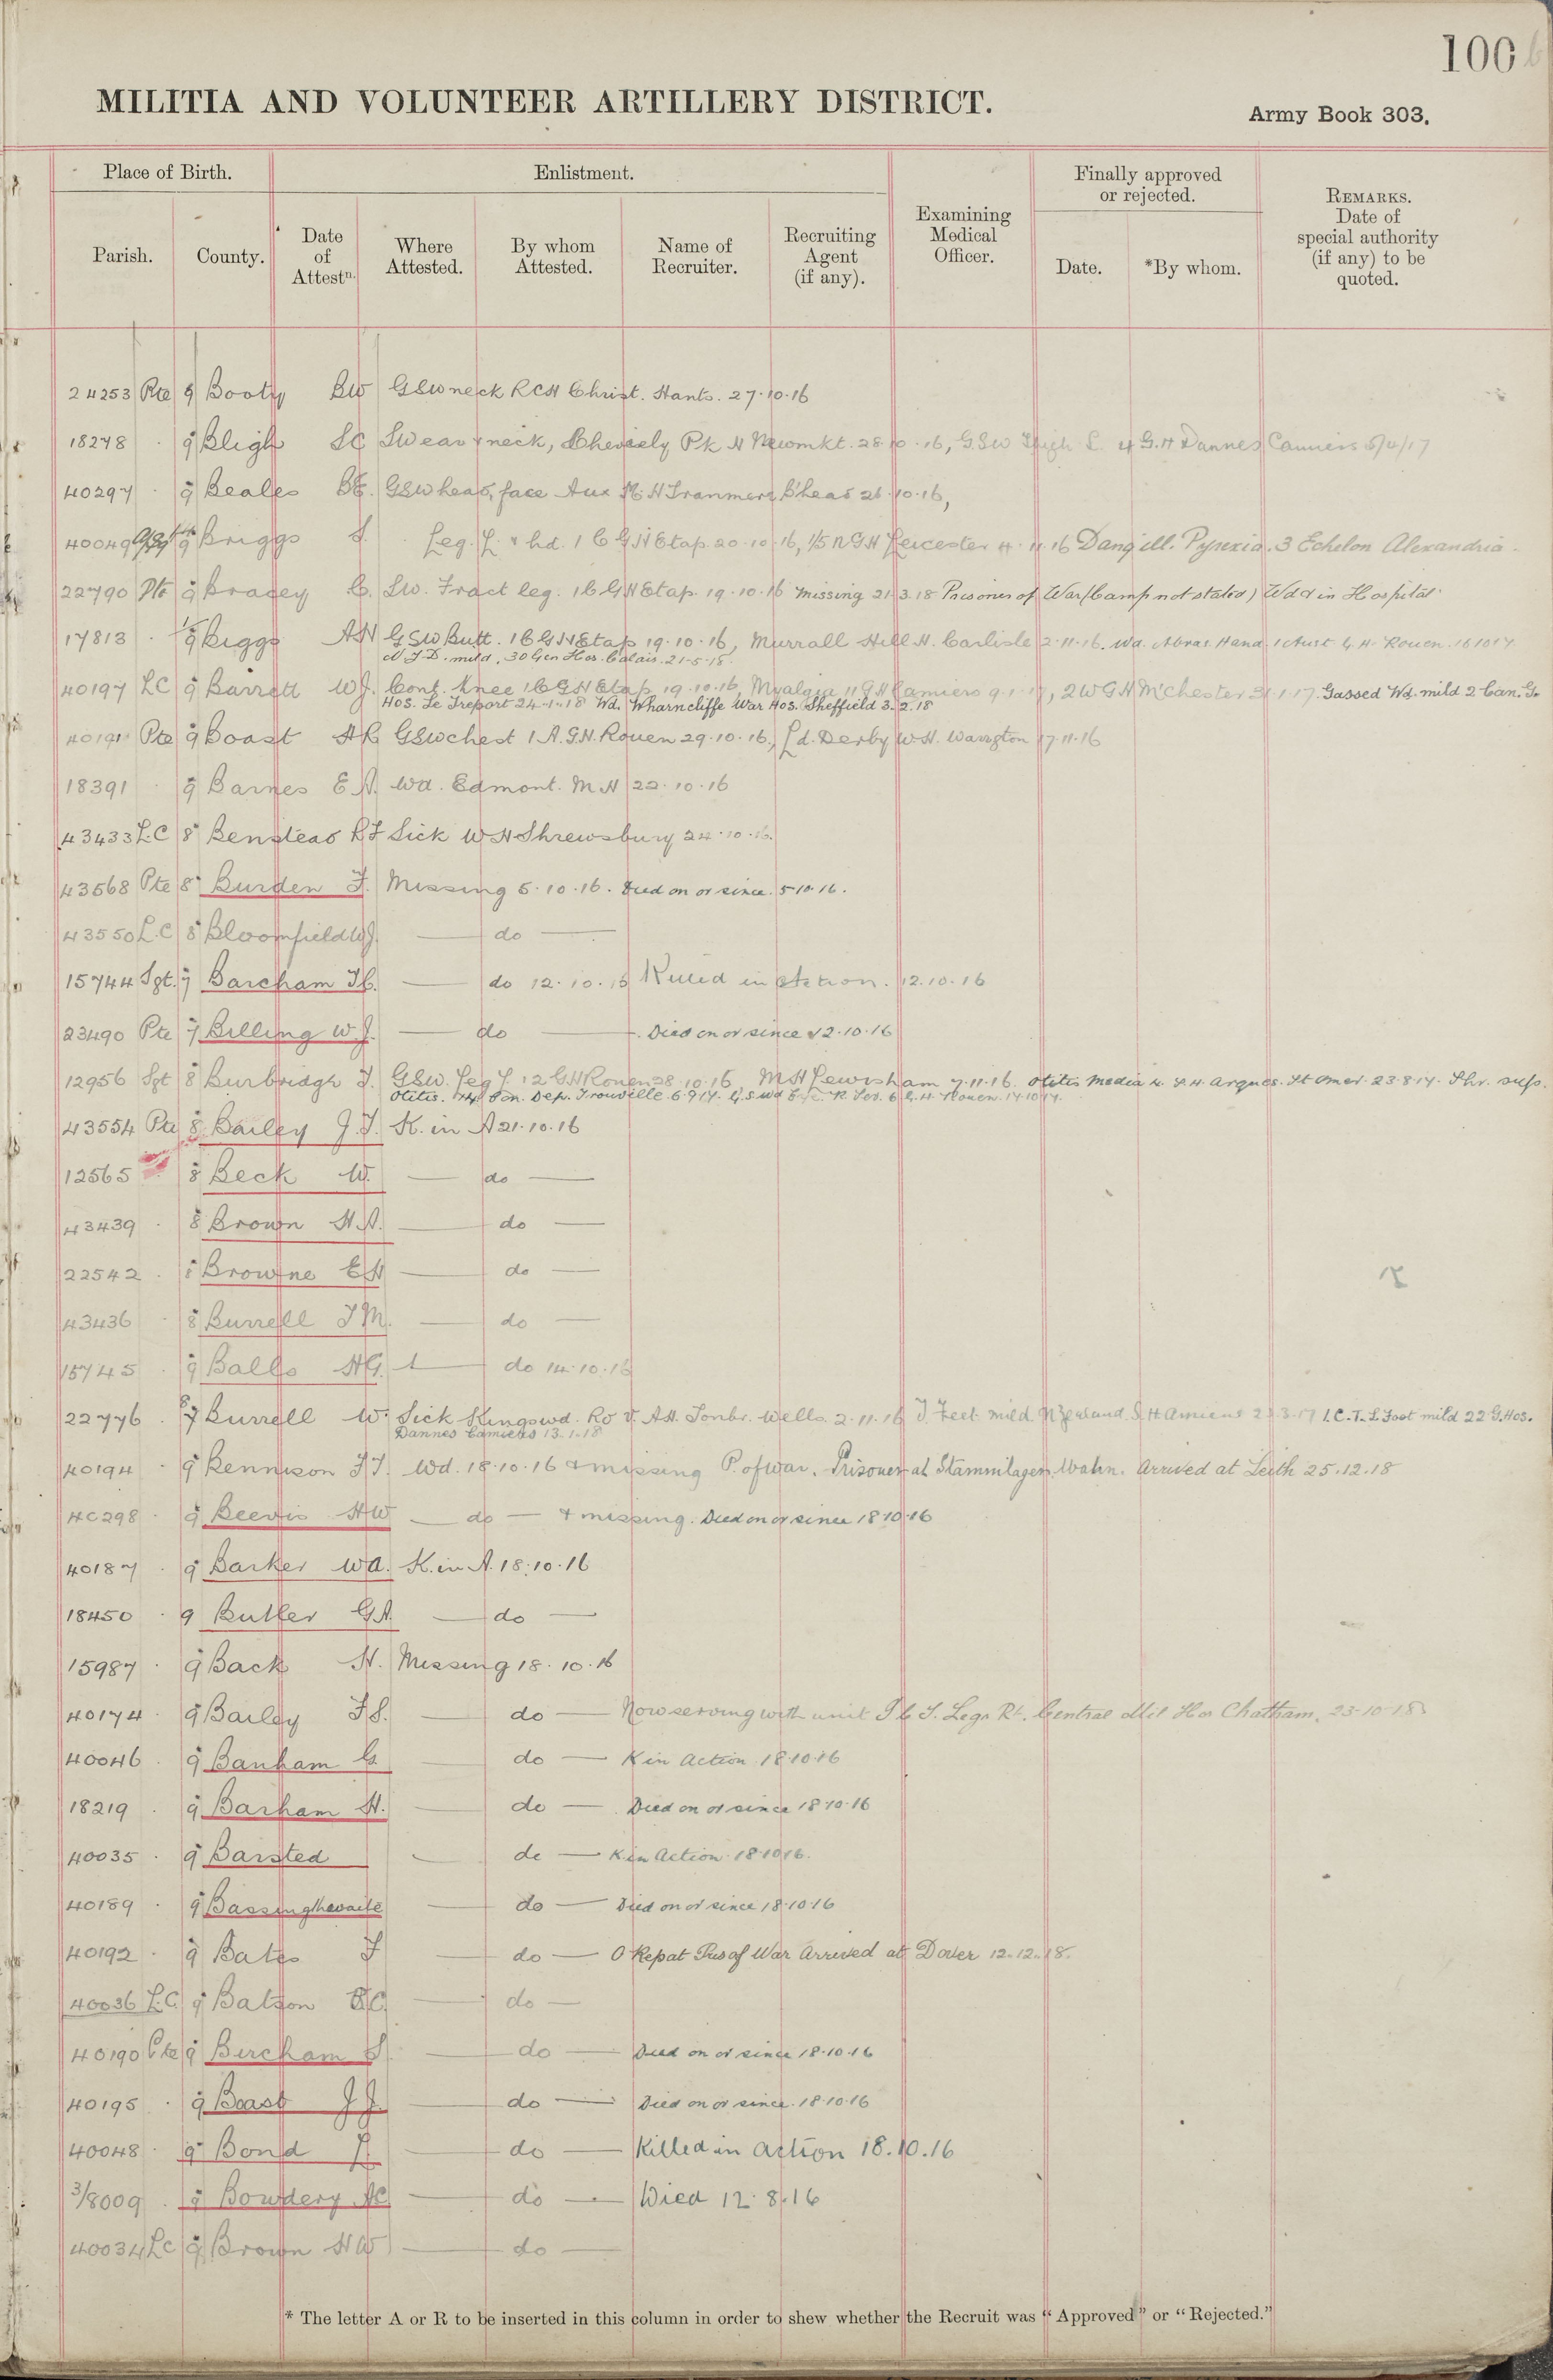 100
MILITIA AND VOLUNTEER ARTILLERY DISTRICT.
Army Book 303.
Place of Birth.
Enlistment.
Finally approved
or rejected.
Parish.
County.
Date
of
Attestn.
Where
Attested.
By whom
Attested.
Name of
Recruiter.
Recruiting
Agent
(if any).
Examining
Medical
Officer.
Date.
*By whom.
REMARKS.
Date of
special authority
(if any) to be
quoted.
24253 Pte 9 Booty BW GSW neck RCH Christ. Hants. 27.10.16
18278 . 9 Bligh SC SW ear & neck, Cheveley Pk H Newmkt. 28.10.16, GSW Thigh L. 4 G.H Dannes Camiers 5/4/17
40297 . 9 Beales GSW head, face Aux H Tranmere B'head 26.10.16,
40049 9 Briggs S. Leg. L & hd. 1 C G H Etap. 20.10.16, 1/5 N G H Leicester 4.11.16 Dang ill. Pyrexia. 3 Echelon Alexandria.
22790 Pte 9 Bracey C. SW. Fract leg. 1 C G H Etap. 19.10.16 Missing 21.3.18 Prisoner of War (Camp not stated) Wdd in Hospital
17813 . 9 Biggs AH GSW Butt. 1 C G H Etap 19.10.16, Murrall Hill H. Carlisle 2.11.16. Wd. Abras. Hand 1 Aust G.H. Rouen. 16 10 17
N.Y.D. mild, 30 Gen Hos. Calais. 21-5-18.
40197 LC 9 Barrett WJ. Cont. Knee 1 C G H Etap 19.10.16, Myalgia 11 G H Camiers 9.1.17, 2 W G H M'Chester 31.1.17. Gassed Wd. mild 2 Can. G.
Hos. Le Treport 24-1-18 Wd. Wharncliffe War Hos. Sheffield 3.2.18
40191 Pte 9 Boast AR GSW chest 1 A.G.H. Rouen 29.10.16, Ld. Derby W.H. Warrgton 17.11.16
18391 . 9 Barnes E A. Wd. Edmont. M H 22.10.16
43433 L.C 8 Benstead RF Sick W H Shrewsbury 24.10.16.
43568 Pte 8 Burden F. Missing 5.10.16. Died on or since. 5 10 16.
43550 L.C 8 Bloomfield WJ. — do —
15744 Sgt. 7 Barcham — do 12.10.16 Killed in Action. 12.10.16
23490 Pte 7 Billing W.J. — do — Died on or since 12.10.16
12956 Sgt 8 Burbridge J. GSW. Leg L. 12 G H Rouen 28.10.16, M H Lewisham 7.11.16. Otitis Media 4. S.H. Arques. St Omer. 23.8.17. Shr. supp.
Otitis. 14 Con. Dep. Trouville. 6.9.17. G S Wd 6 G.H. Rouen. 14.10.17.
43554 Pte 8 Bailey J.J. K. in A 21.10.16
12565 8 Beck W. — do —
43439 . 8 Brown H.A. — do —
22542 . 8 Browne EH — do —
43436 . 8 Burrell — do —
15745 . 9 Balls HG. — do 14.10.16
22776 . 7 Burrell W. Sick Kingswd. Rd V. AH. Tonbr. Wells. 2.11.16 T. Feet. mild N Zealand S.H Amiens 29.3.17 I.C.T. L Foot mild 22 G.Hos.
Dannes Camiers 13.1.18
40194 . 9 Bennison Wd. 18.10.16 & missing P. of War. Prisoner at Stammlager, Wahn. Arrived at Leith 25.12.18
40298 . 9 Beevis HW — do — & missing. Died on or since 18 10 16
40187 . 9 Barker WA. K. in A. 18.10.16
18450 . 9 Butler GA. — do —
15987 . 9 Back H. Missing 18.10.16
40174 . 9 Bailey — do — Now serving with unit Legs Rt. Central Mil Hos Chatham. 23-10-18
40046 . 9 Banham G — do — K in Action 18.10.16
18219 . 9 Barham H. — do — Died on or since 18.10.16
40035 . 9 Barsted — do — K in Action 18 10 16.
40189 . 9 Bassingthwaite — do — Died on or since 18.10.16
40192 . 9 Bates F — do — O Repat Pris of War Arrived at Dover 12.12.18.
40036 L.C. 9 Batson — do —
40190 Pte 9 Bircham S — do — Died on or since 18.10.16
40195 . 9 Boast JJ. — do — Died on or since. 18.10.16
40048 . 9 Bond — do — Killed in action 18.10.16
3/8009 . 9 Bowdery AC — do — Died 12.8.16
40034 LC 9 Brown HW — do —
* The letter A or R to be inserted in this column in order to shew whether the Recruit was “Approved” or “Rejected.”